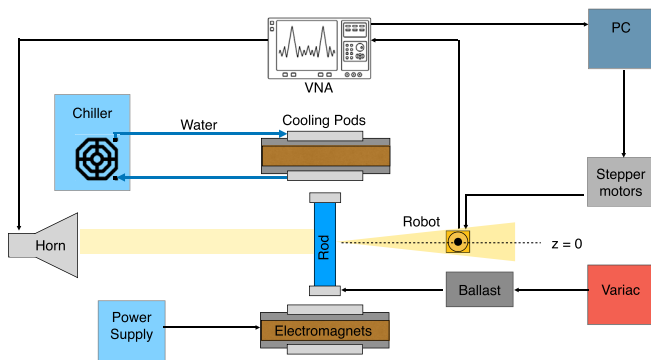 PC
VNA
Chiller
Water
Cooling Pods
Stepper
motors
Robot
Horn
Rod
z = 0
Ballast
Variac
Power
Supply
Electromagnets